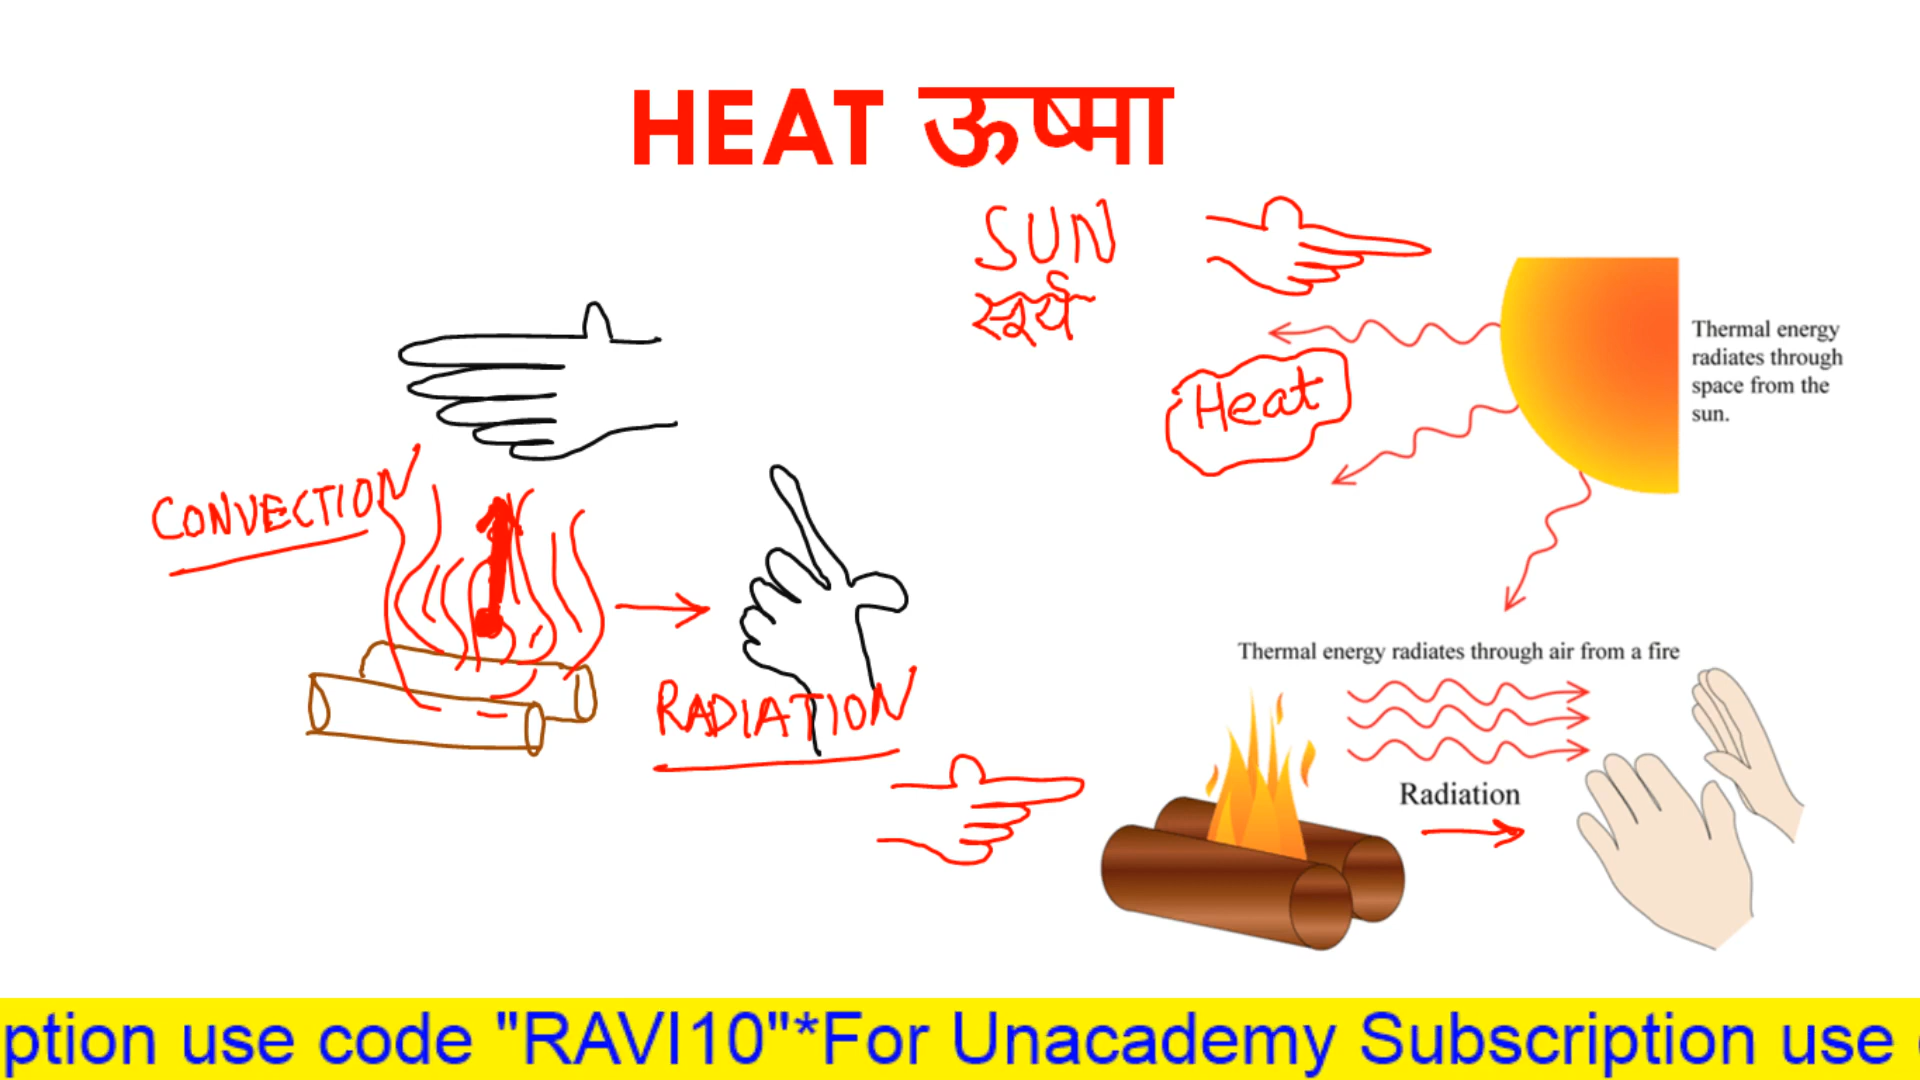 HEAT ऊष्मा
SUN
सूर्य
Heat
Thermal energy
radiates through
space from the
sun.
CONVECTION
RADIATION
Thermal energy radiates through air from a fire
Radiation
ption use code "RAVI10"*For Unacademy Subscription use